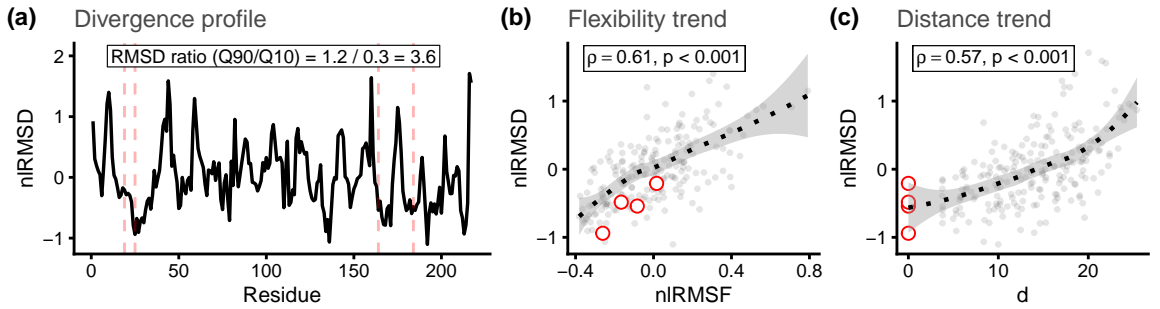 (a) Divergence profile
RMSD ratio (Q90/Q10) = 1.2 / 0.3 = 3.6
nlRMSD
2
1
0
−1
0 50 100 150 200
Residue
(b) Flexibility trend
ρ = 0.61, p < 0.001
nlRMSD
1
0
−1
−0.4 0.0 0.4 0.8
nlRMSF
(c) Distance trend
ρ = 0.57, p < 0.001
nlRMSD
1
0
−1
0 10 20
d